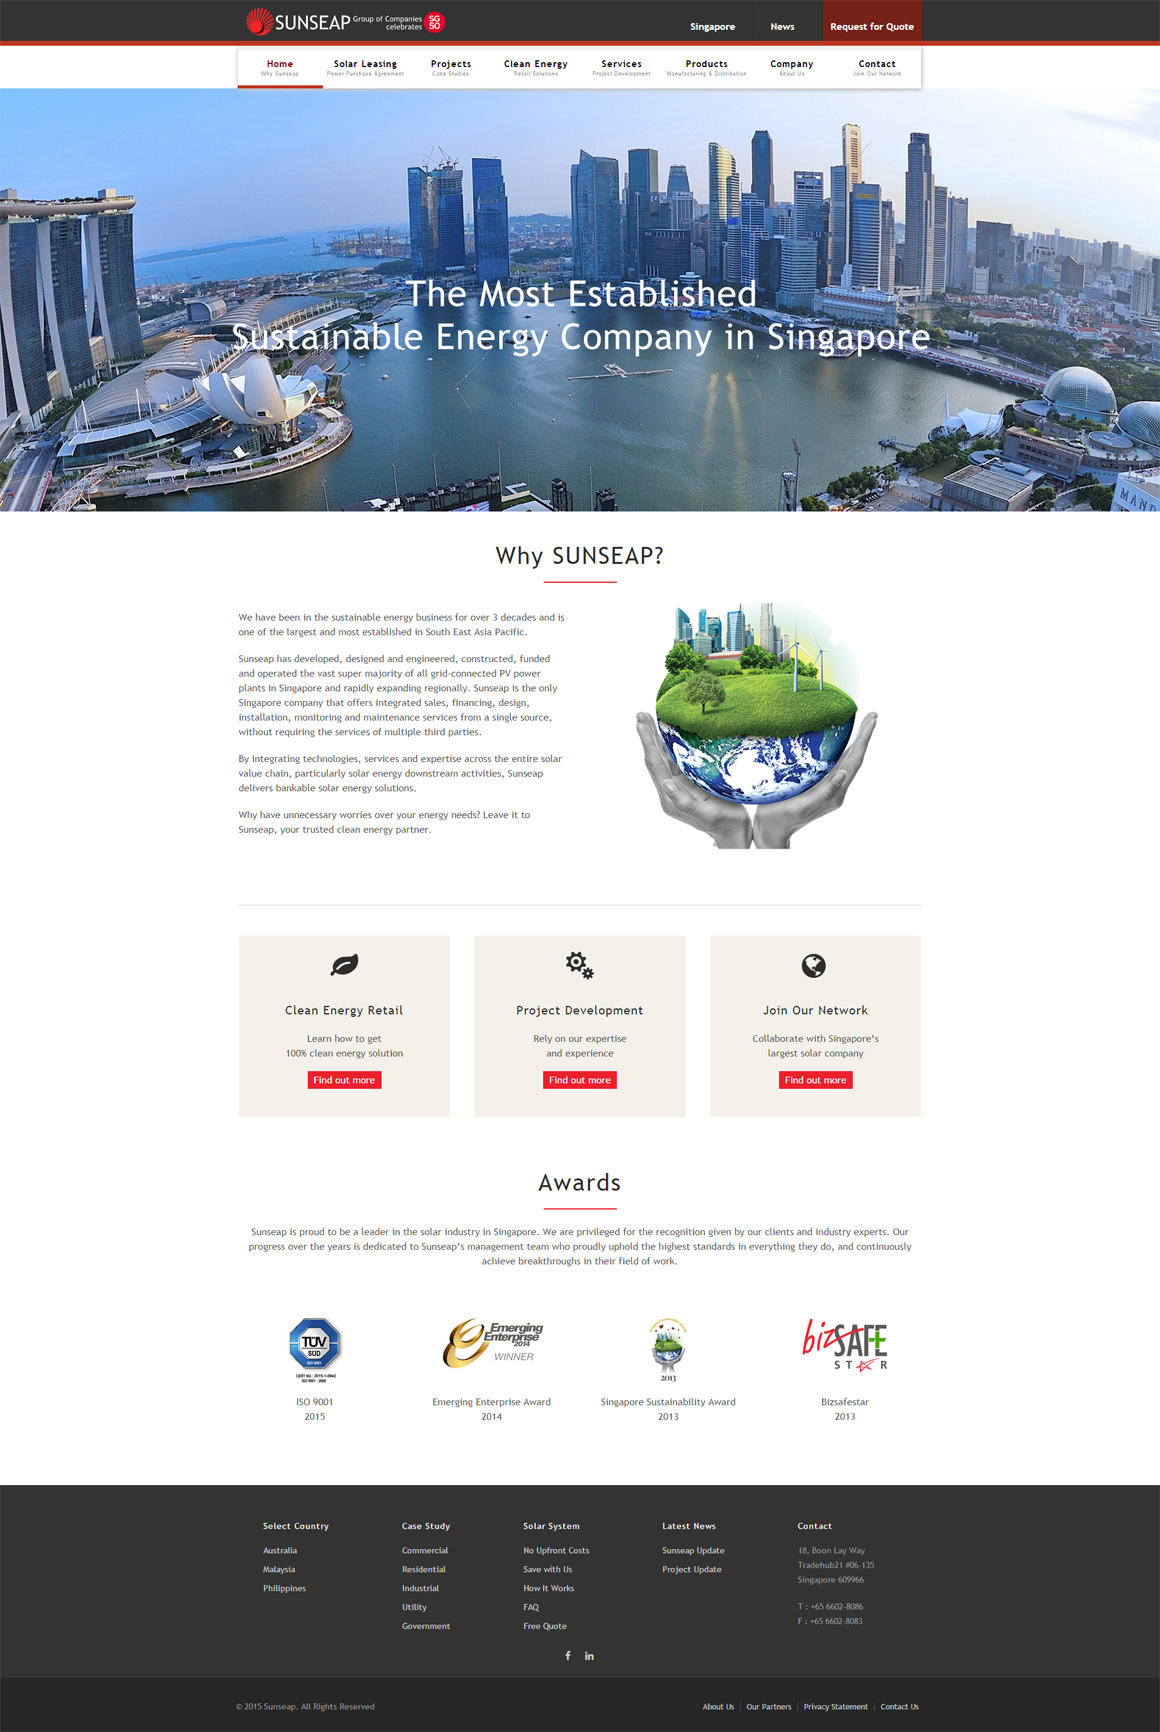 SUNSEAP Group of Companies
celebrates SG
50
Singapore News Request for Quote
Home Solar Leasing Projects Clean Energy Services Products Company Contact
Why Sunseap Power Purchase Agreement Case Studies Retail Solutions Project Development Manufacturing & Distribution About Us Join Our Network
The Most Established
Sustainable Energy Company in Singapore
MAND
Why SUNSEAP?
We have been in the sustainable energy business for over 3 decades and is
one of the largest and most established in South East Asia Pacific.
Sunseap has developed, designed and engineered, constructed, funded
and operated the vast super majority of all grid-connected PV power
plants in Singapore and rapidly expanding regionally. Sunseap is the only
Singapore company that offers integrated sales, financing, design,
installation, monitoring and maintenance services from a single source,
without requiring the services of multiple third parties.
By integrating technologies, services and expertise across the entire solar
value chain, particularly solar energy downstream activities, Sunseap
delivers bankable solar energy solutions.
Why have unnecessary worries over your energy needs? Leave it to
Sunseap, your trusted clean energy partner.
Clean Energy Retail
Learn how to get
100% clean energy solution
Find out more
Project Development
Rely on our expertise
and experience
Find out more
Join Our Network
Collaborate with Singapore's
largest solar company
Find out more
Awards
Sunseap is proud to be a leader in the solar industry in Singapore. We are privileged for the recognition given by our clients and industry experts. Our
progress over the years is dedicated to Sunseap's management team who proudly uphold the highest standards in everything they do, and continuously
achieve breakthroughs in their field of work.
TÜV
SÜD
ISO 9001
CERT NO.: 2015-1-0842
ISO 9001 : 2008
ISO 9001
2015
Emerging
Enterprise
2014
WINNER
Emerging Enterprise Award
2014
2013
Singapore Sustainability Award
2013
bizSAFE
STAR
Bizsafestar
2013
Select Country
Australia
Malaysia
Philippines
Case Study
Commercial
Residential
Industrial
Utility
Government
Solar System
No Upfront Costs
Save with Us
How It Works
FAQ
Free Quote
Latest News
Sunseap Update
Project Update
Contact
18, Boon Lay Way
Tradehub21 #06-135
Singapore 609966
T : +65 6602-8086
F : +65 6602-8083
f in
© 2015 Sunseap. All Rights Reserved
About Us | Our Partners | Privacy Statement | Contact Us